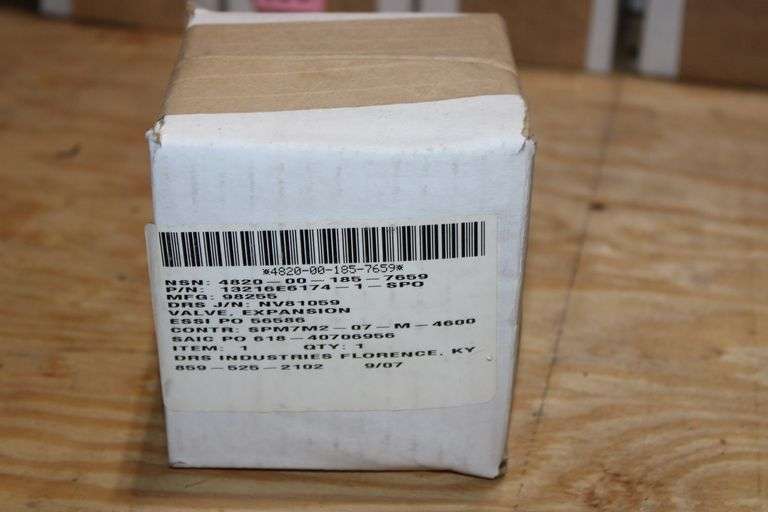 *4820-00-185-7659*
NSN: 4820-00-185-7659
P/N: 13216E6174-1-SPO
MFG: 98255
DRS J/N: NV81059
VALVE, EXPANSION
ESSI PO 56586
CONTR: SPM7M2-07-M-4600
SAIC PO 618-40706956
ITEM: 1 QTY: 1
DRS INDUSTRIES FLORENCE, KY
859-525-2102 9/07